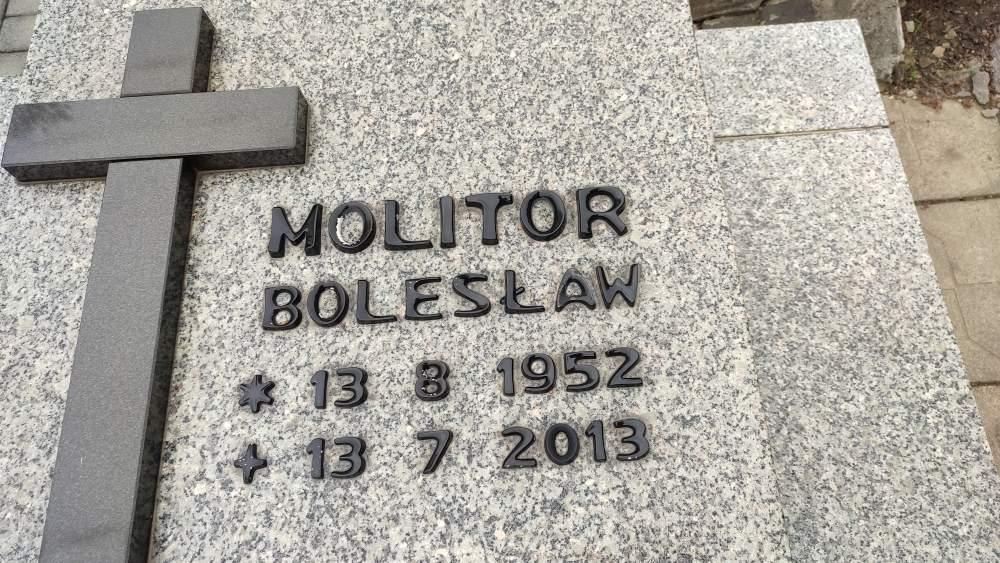 MOLITOR
BOLESŁAW
* 13 8 1952
+ 13 7 2013